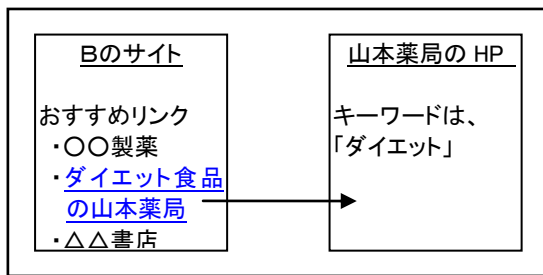 Bのサイト
おすすめリンク
・〇〇製薬
・ダイエット食品
の山本薬局
・△△書店
山本薬局の HP
キーワードは、
「ダイエット」